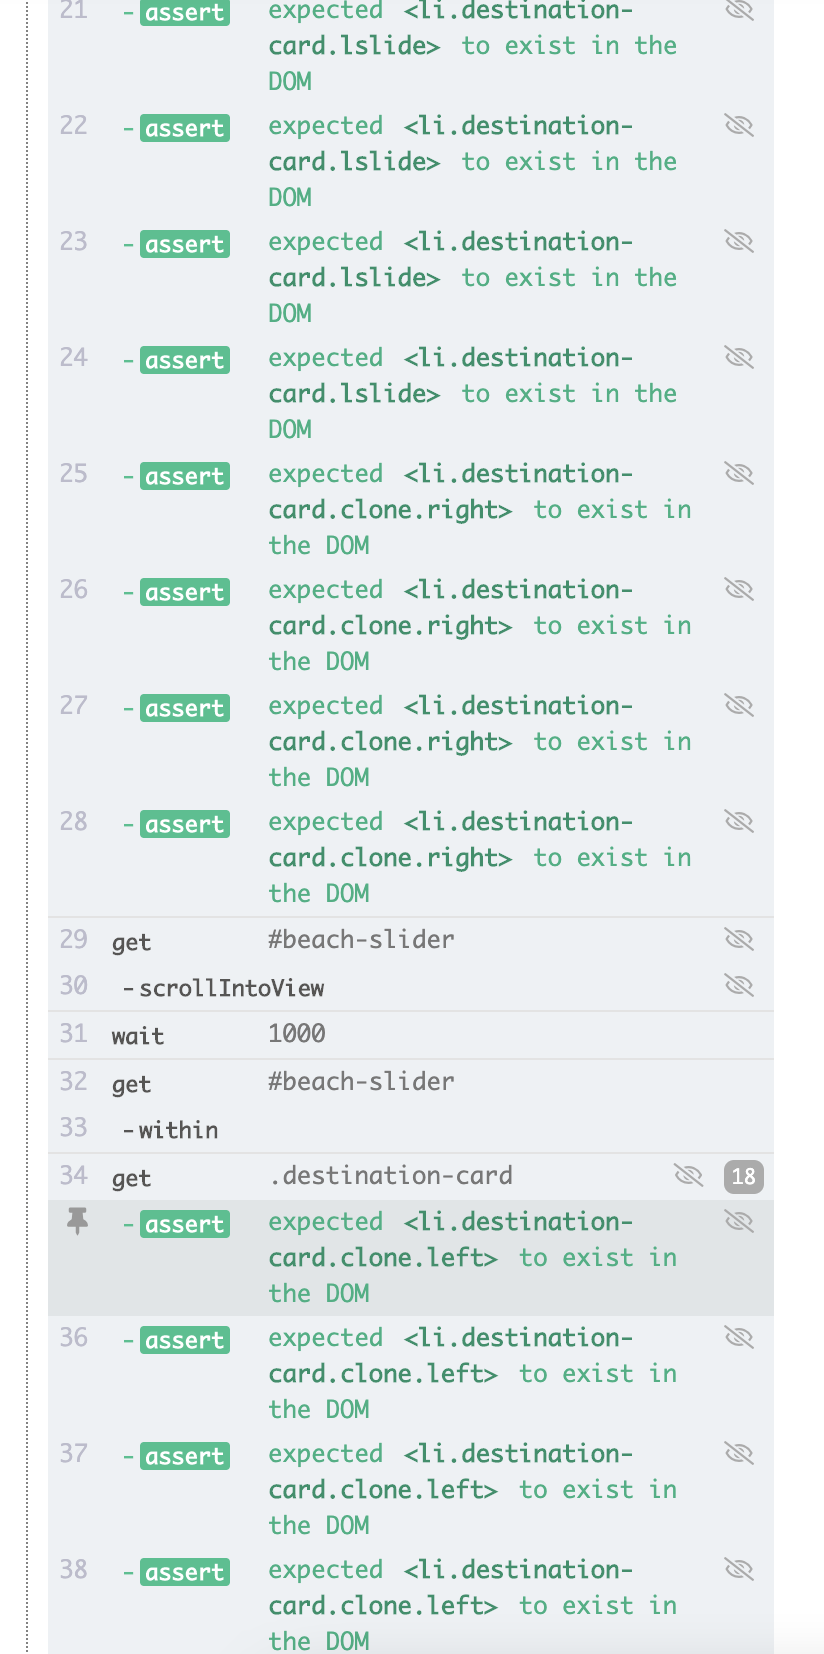 21 -assert expected <li.destination-
card.lslide> to exist in the
DOM
22 -assert expected <li.destination-
card.lslide> to exist in the
DOM
23 -assert expected <li.destination-
card.lslide> to exist in the
DOM
24 -assert expected <li.destination-
card.lslide> to exist in the
DOM
25 -assert expected <li.destination-
card.clone.right> to exist in
the DOM
26 -assert expected <li.destination-
card.clone.right> to exist in
the DOM
27 -assert expected <li.destination-
card.clone.right> to exist in
the DOM
28 -assert expected <li.destination-
card.clone.right> to exist in
the DOM
29 get #beach-slider
30 -scrollIntoView
31 wait 1000
32 get #beach-slider
33 -within
34 get .destination-card 18
-assert expected <li.destination-
card.clone.left> to exist in
the DOM
36 -assert expected <li.destination-
card.clone.left> to exist in
the DOM
37 -assert expected <li.destination-
card.clone.left> to exist in
the DOM
38 -assert expected <li.destination-
card.clone.left> to exist in
the DOM